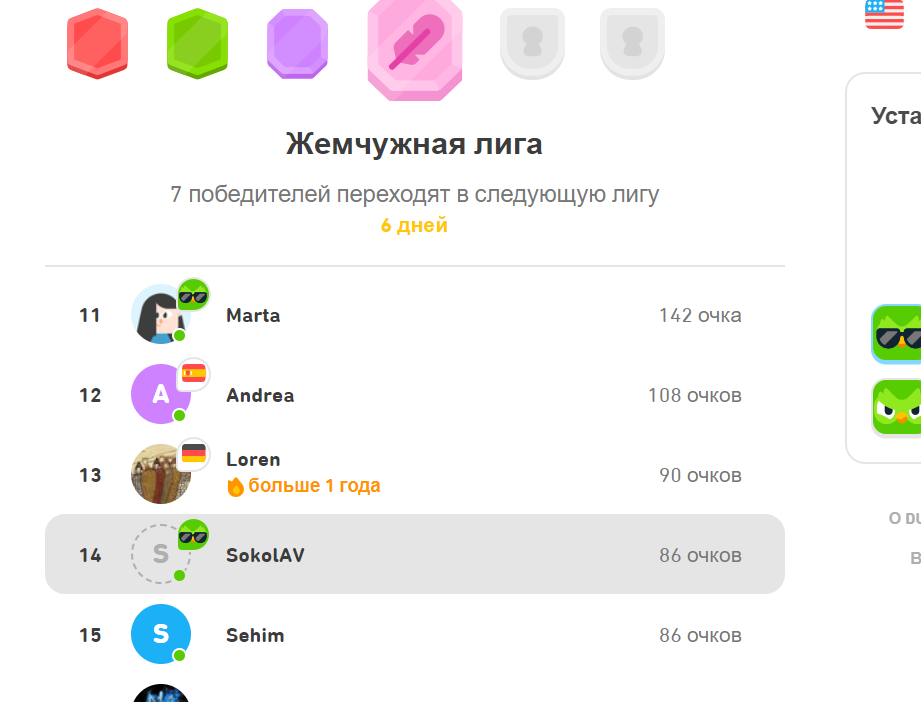 Жемчужная лига
7 победителей переходят в следующую лигу
6 дней
11 Marta 142 очка
12 A Andrea 108 очков
13 Loren 90 очков
больше 1 года
14 S SokolAV 86 очков
15 S Sehim 86 очков
Уста
О DU
В